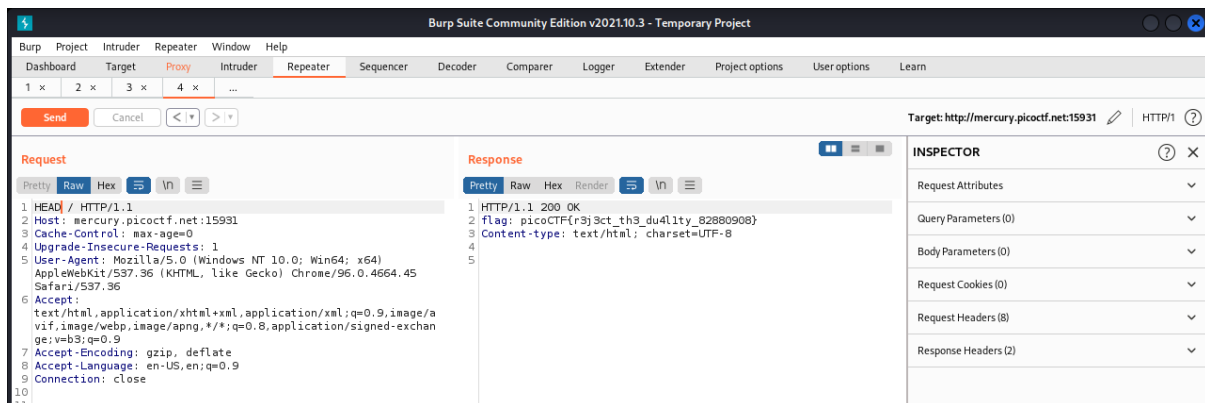 Burp Suite Community Edition v2021.10.3 - Temporary Project
Burp Project Intruder Repeater Window Help
Dashboard Target Proxy Intruder Repeater Sequencer Decoder Comparer Logger Extender Project options User options Learn
1 × 2 × 3 × 4 × ...
Send Cancel < > Target: http://mercury.picoctf.net:15931 HTTP/1 ?
Request
Pretty Raw Hex \n
1 HEAD / HTTP/1.1
2 Host: mercury.picoctf.net:15931
3 Cache-Control: max-age=0
4 Upgrade-Insecure-Requests: 1
5 User-Agent: Mozilla/5.0 (Windows NT 10.0; Win64; x64)
AppleWebKit/537.36 (KHTML, like Gecko) Chrome/96.0.4664.45
Safari/537.36
6 Accept:
text/html,application/xhtml+xml,application/xml;q=0.9,image/a
vif,image/webp,image/apng,*/*;q=0.8,application/signed-exchan
ge;v=b3;q=0.9
7 Accept-Encoding: gzip, deflate
8 Accept-Language: en-US,en;q=0.9
9 Connection: close
10
Response
Pretty Raw Hex Render \n
1 HTTP/1.1 200 OK
2 flag: picoCTF{r3j3ct_th3_du4l1ty_82880908}
3 Content-type: text/html; charset=UTF-8
4
5
INSPECTOR ? ×
Request Attributes
Query Parameters (0)
Body Parameters (0)
Request Cookies (0)
Request Headers (8)
Response Headers (2)